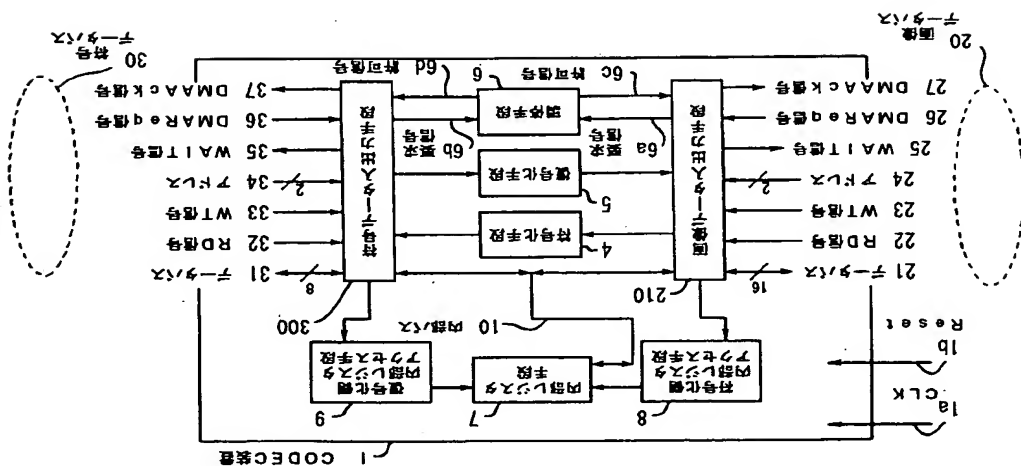 1 CODEC装置
1a
CLK
1b
Reset
8
符号化側
内部レジスタ
アクセス手段
7
内部レジスタ
手段
9
復号化側
内部レジスタ
アクセス手段
10
内部バス
210
画像データ入出力手段
300
符号データ入出力手段
21 データバス
16
22 RD信号
23 WT信号
24 アドレス
2
25 WAIT信号
26 DMAReq信号
27 DMAAck信号
4
符号化手段
5
復号化手段
6a
要求
信号
6b
要求
信号
調停手段
6
6c
許可信号
6d
許可信号
31 データバス
8
32 RD信号
33 WT信号
34 アドレス
2
35 WAIT信号
36 DMAReq信号
37 DMAAck信号
20 画像
データバス
30 符号
データバス